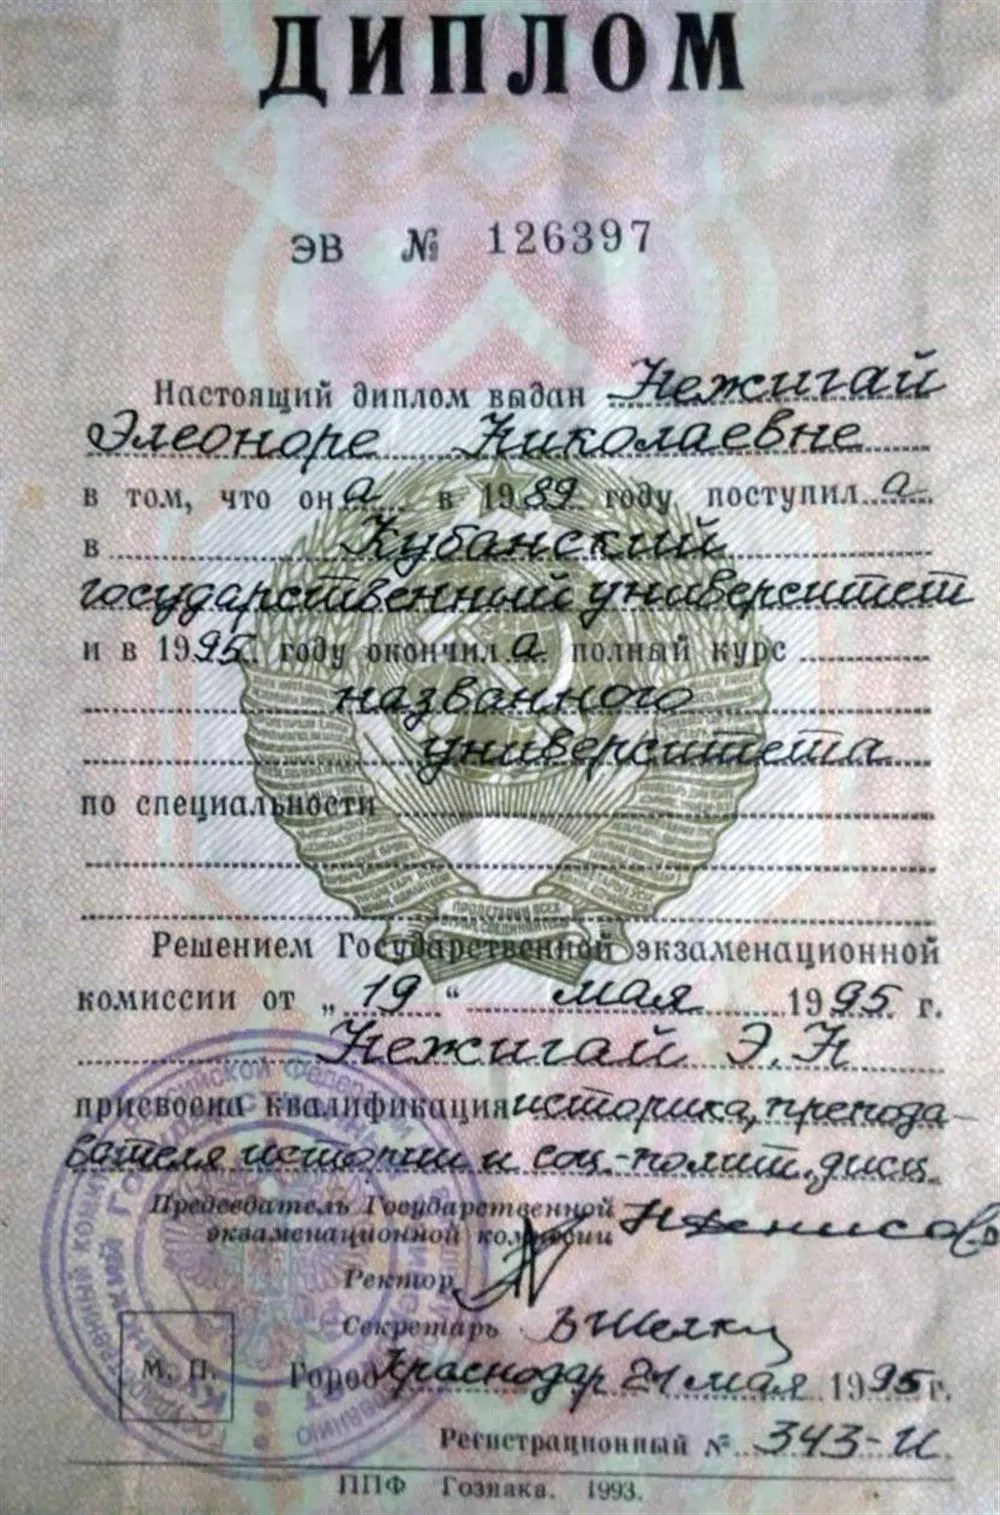 ДИПЛОМ
ЭВ № 126397
Настоящий диплом выдан Нежигай
Элеоноре Николаевне
в том, что она в 1989 году поступила
в Кубанский
государственный университет
и в 1995 году окончила полный курс
названного
университета
по специальности
Решением Государственной экзаменационной
комиссии от „19“ мая 1995 г.
Нежигай Э. Н
присвоена квалификация историка, препода-
вателя истории и соц.-полит. дисц.
Председатель Государственной
экзаменационной комиссии
Ректор
Секретарь
М. П.
Город Краснодар 21 мая 1995 г.
Регистрационный № 343-И
ППФ Гознака. 1993.